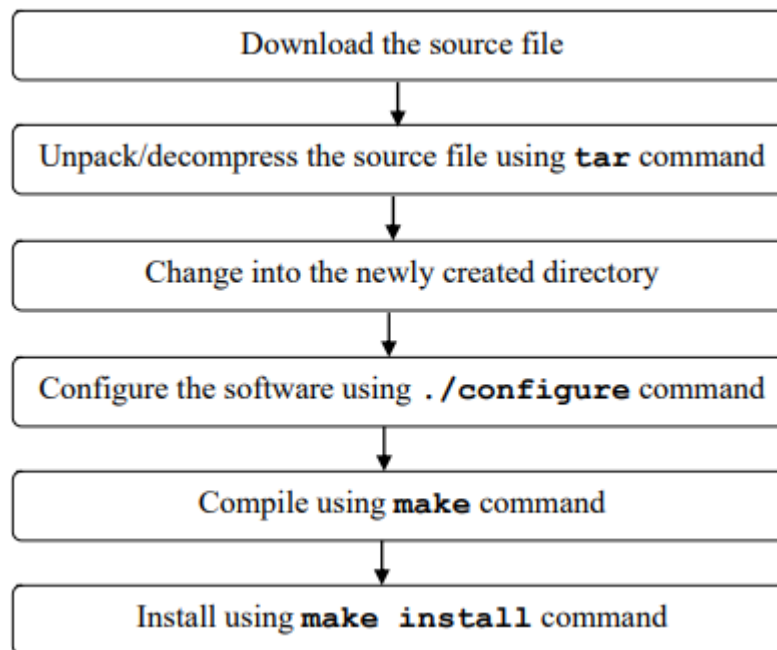 Download the source file
Unpack/decompress the source file using tar command
Change into the newly created directory
Configure the software using ./configure command
Compile using make command
Install using make install command